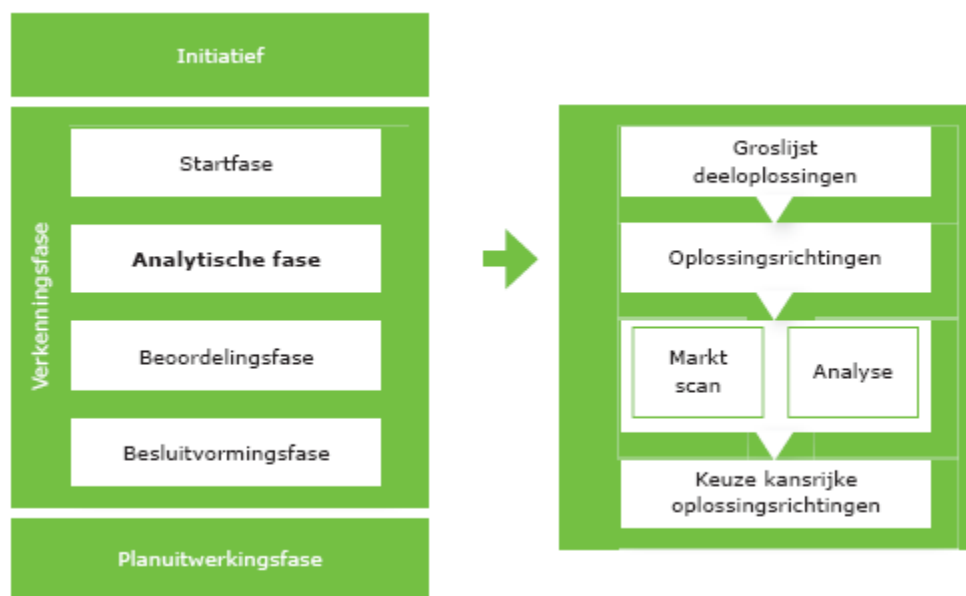 Initiatief
Verkenningsfase
Startfase
Analytische fase
Beoordelingsfase
Besluitvormingsfase
Planuitwerkingsfase
Groslijst
deeloplossingen
Oplossingsrichtingen
Markt
scan
Analyse
Keuze kansrijke
oplossingsrichtingen